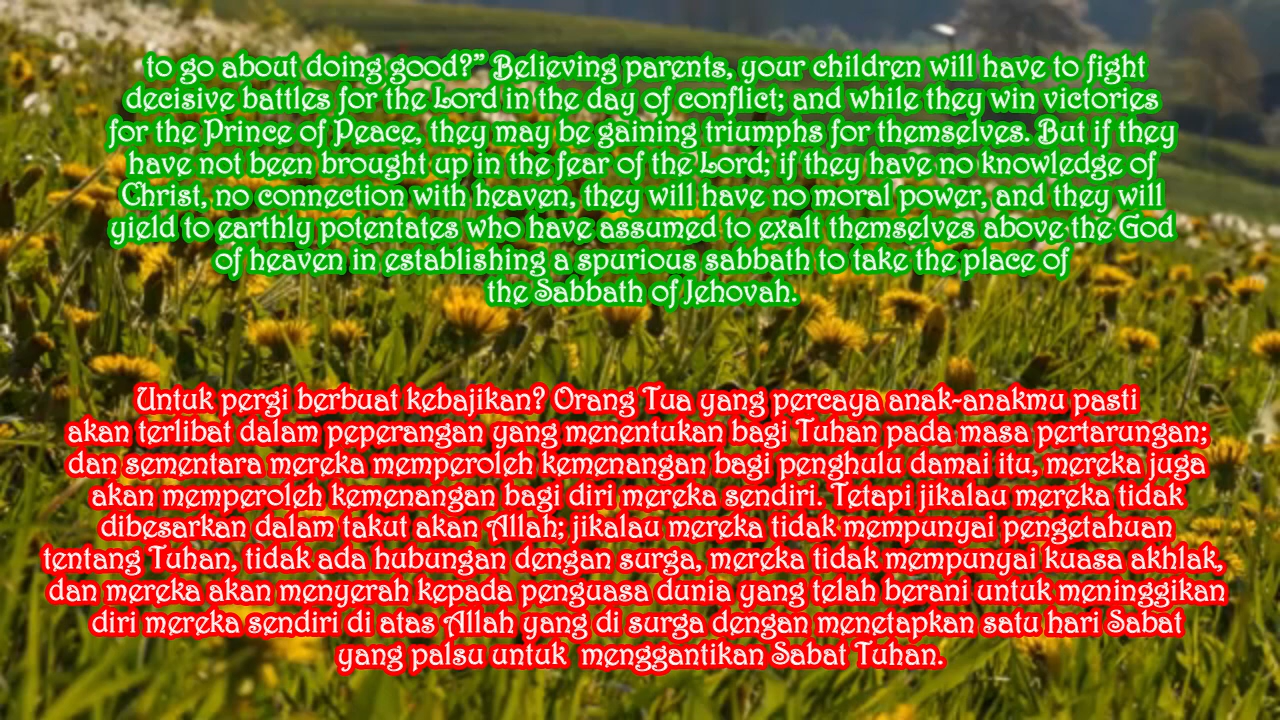 to go about doing good?” Believing parents, your children will have to fight
decisive battles for the Lord in the day of conflict; and while they win victories
for the Prince of Peace, they may be gaining triumphs for themselves. But if they
have not been brought up in the fear of the Lord; if they have no knowledge of
Christ, no connection with heaven, they will have no moral power, and they will
yield to earthly potentates who have assumed to exalt themselves above the God
of heaven in establishing a spurious sabbath to take the place of
the Sabbath of Jehovah.
Untuk pergi berbuat kebajikan? Orang Tua yang percaya anak-anakmu pasti
akan terlibat dalam peperangan yang menentukan bagi Tuhan pada masa pertarungan;
dan sementara mereka memperoleh kemenangan bagi penghulu damai itu, mereka juga
akan memperoleh kemenangan bagi diri mereka sendiri. Tetapi jikalau mereka tidak
dibesarkan dalam takut akan Allah; jikalau mereka tidak mempunyai pengetahuan
tentang Tuhan, tidak ada hubungan dengan surga, mereka tidak mempunyai kuasa akhlak,
dan mereka akan menyerah kepada penguasa dunia yang telah berani untuk meninggikan
diri mereka sendiri di atas Allah yang di surga dengan menetapkan satu hari Sabat
yang palsu untuk  menggantikan Sabat Tuhan.